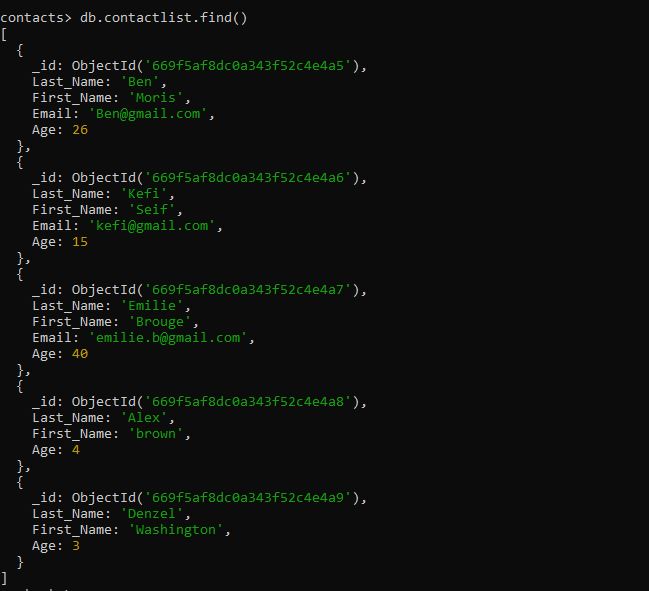 contacts> db.contactlist.find()
[
  {
    _id: ObjectId('669f5af8dc0a343f52c4e4a5'),
    Last_Name: 'Ben',
    First_Name: 'Moris',
    Email: 'Ben@gmail.com',
    Age: 26
  },
  {
    _id: ObjectId('669f5af8dc0a343f52c4e4a6'),
    Last_Name: 'Kefi',
    First_Name: 'Seif',
    Email: 'kefi@gmail.com',
    Age: 15
  },
  {
    _id: ObjectId('669f5af8dc0a343f52c4e4a7'),
    Last_Name: 'Emilie',
    First_Name: 'Brouge',
    Email: 'emilie.b@gmail.com',
    Age: 40
  },
  {
    _id: ObjectId('669f5af8dc0a343f52c4e4a8'),
    Last_Name: 'Alex',
    First_Name: 'brown',
    Age: 4
  },
  {
    _id: ObjectId('669f5af8dc0a343f52c4e4a9'),
    Last_Name: 'Denzel',
    First_Name: 'Washington',
    Age: 3
  }
]